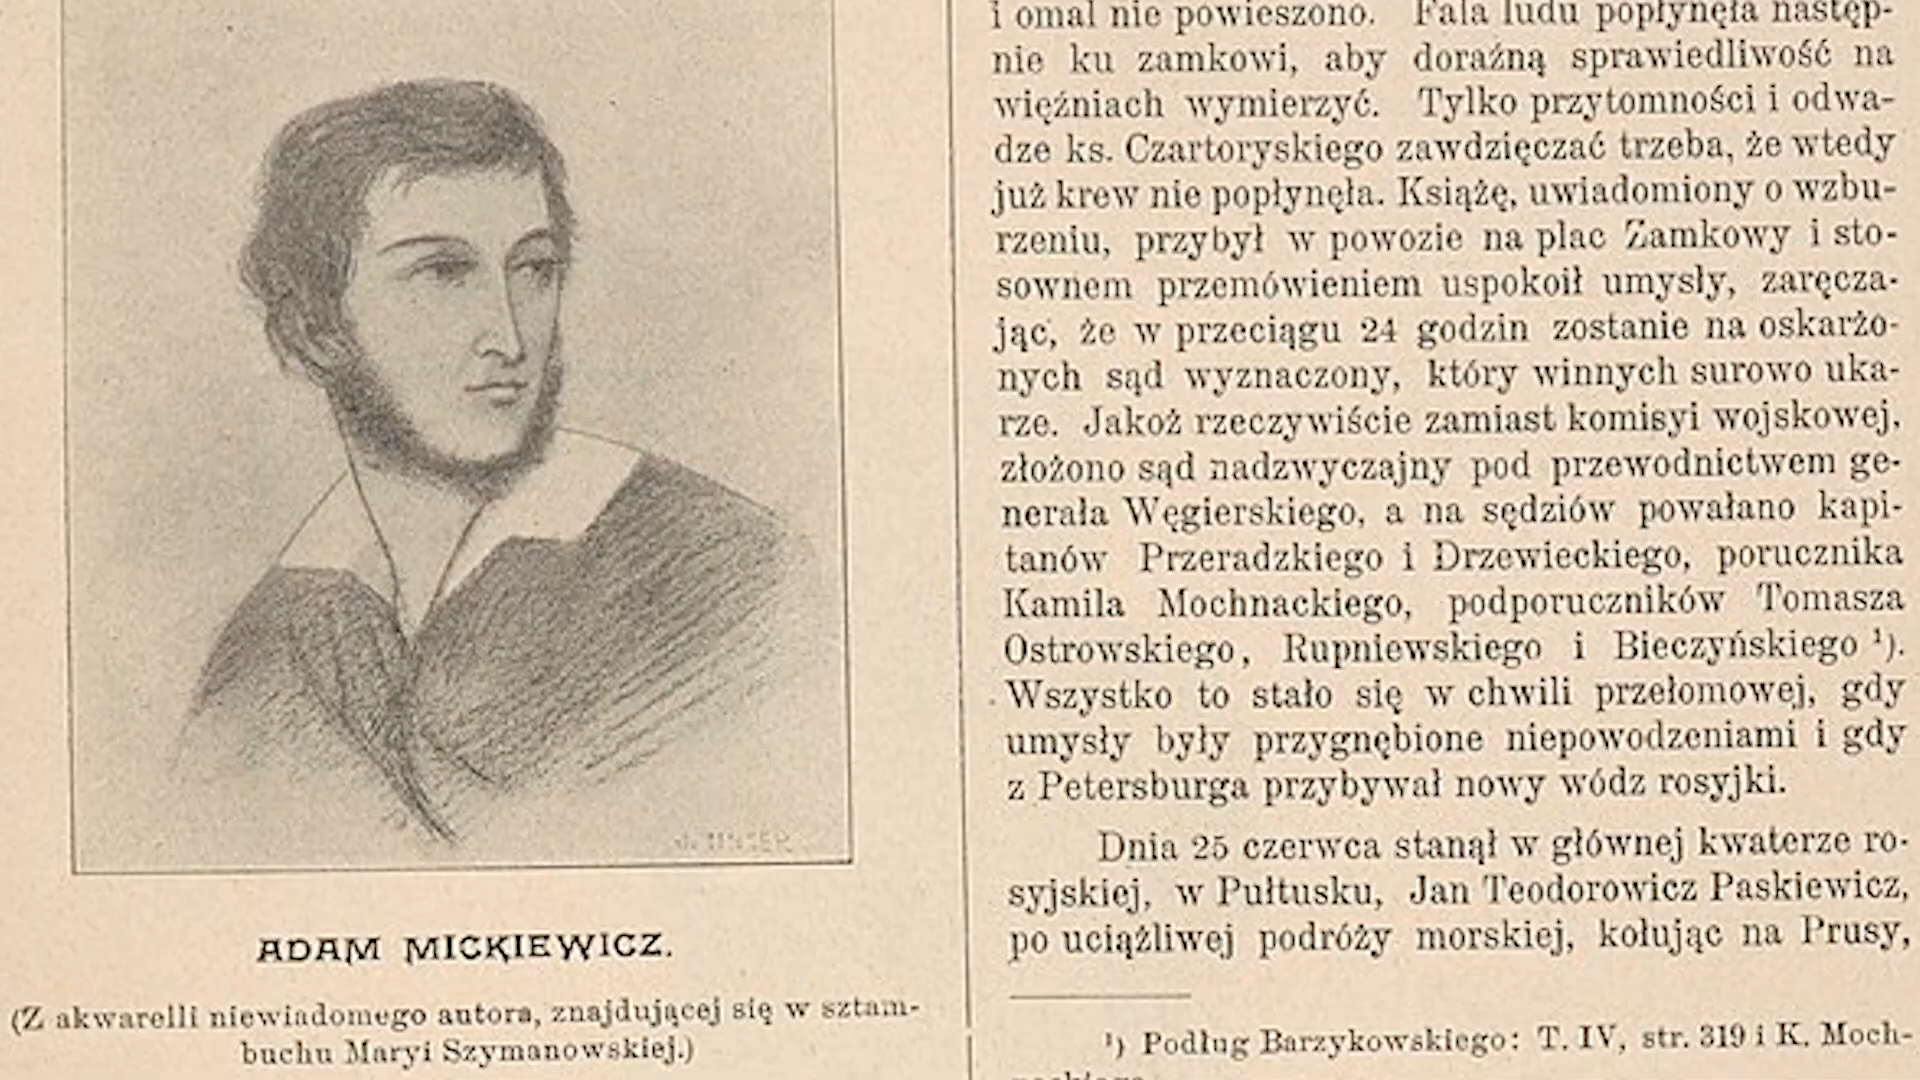 ADAM MICKIEWICZ.
(Z akwarelli niewiadomego autora, znajdującej się w sztam-
buchu Maryi Szymanowskiej.)
i omal nie powieszono. Fala ludu popłynęła następ-
nie ku zamkowi, aby doraźną sprawiedliwość na
więźniach wymierzyć. Tylko przytomności i odwa-
dze ks. Czartoryskiego zawdzięczać trzeba, że wtedy
już krew nie popłynęła. Książę, uwiadomiony o wzbu-
rzeniu, przybył w powozie na plac Zamkowy i sto-
sownem przemówieniem uspokoił umysły, zaręcza-
jąc, że w przeciągu 24 godzin zostanie na oskarżo-
nych sąd wyznaczony, który winnych surowo uka-
rze. Jakoż rzeczywiście zamiast komisyi wojskowej,
złożono sąd nadzwyczajny pod przewodnictwem ge-
nerała Węgierskiego, a na sędziów powałano kapi-
tanów Przeradzkiego i Drzewieckiego, porucznika
Kamila Mochnackiego, podporuczników Tomasza
Ostrowskiego, Rupniewskiego i Bieczyńskiego ¹).
Wszystko to stało się w chwili przełomowej, gdy
umysły były przygnębione niepowodzeniami i gdy
z Petersburga przybywał nowy wódz rosyjki.
Dnia 25 czerwca stanął w głównej kwaterze ro-
syjskiej, w Pułtusku, Jan Teodorowicz Paskiewicz,
po uciążliwej podróży morskiej, kołując na Prusy,
¹) Podług Barzykowskiego: T. IV, str. 319 i K. Moch-